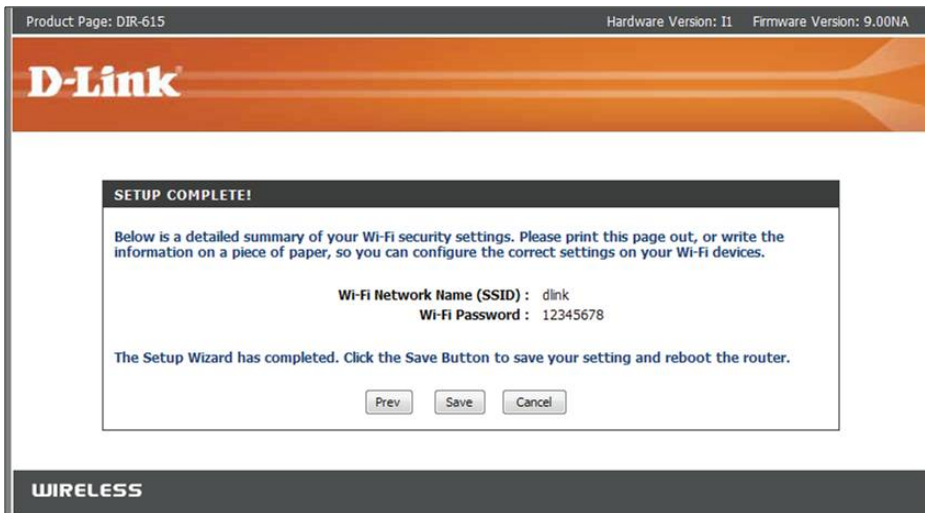 Product Page: DIR-615 Hardware Version: I1 Firmware Version: 9.00NA
D-Link
SETUP COMPLETE!
Below is a detailed summary of your Wi-Fi security settings. Please print this page out, or write the
information on a piece of paper, so you can configure the correct settings on your Wi-Fi devices.
Wi-Fi Network Name (SSID) : dlink
Wi-Fi Password : 12345678
The Setup Wizard has completed. Click the Save Button to save your setting and reboot the router.
Prev Save Cancel
WIRELESS